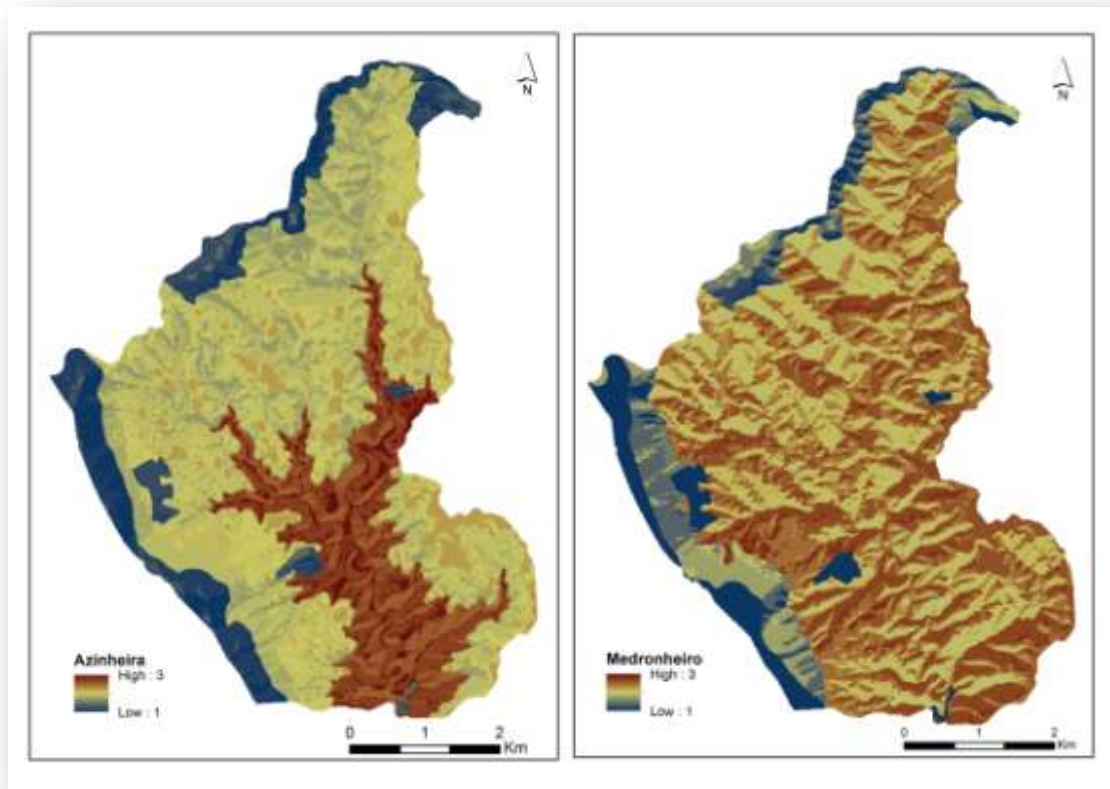 N
Azinheira
High : 3
Low : 1
0 1 2
Km
N
Medronheiro
High : 3
Low : 1
0 1 2
Km